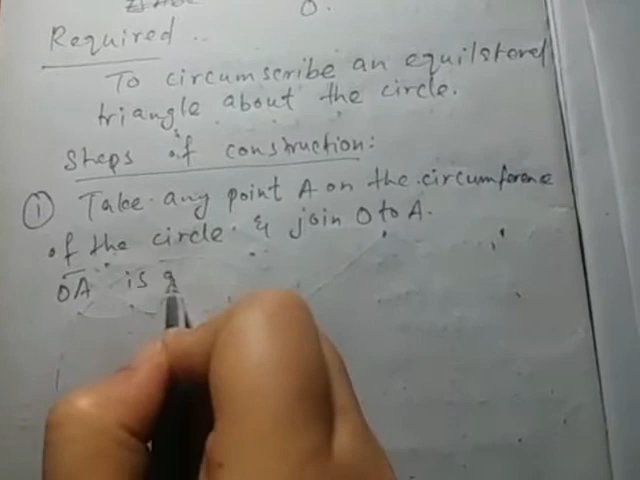 O.
Required..
To circumscribe an equilateral
triangle about the circle.
Steps of construction:
① Take any point A on the circumference
of the circle & join O to A.
OA is